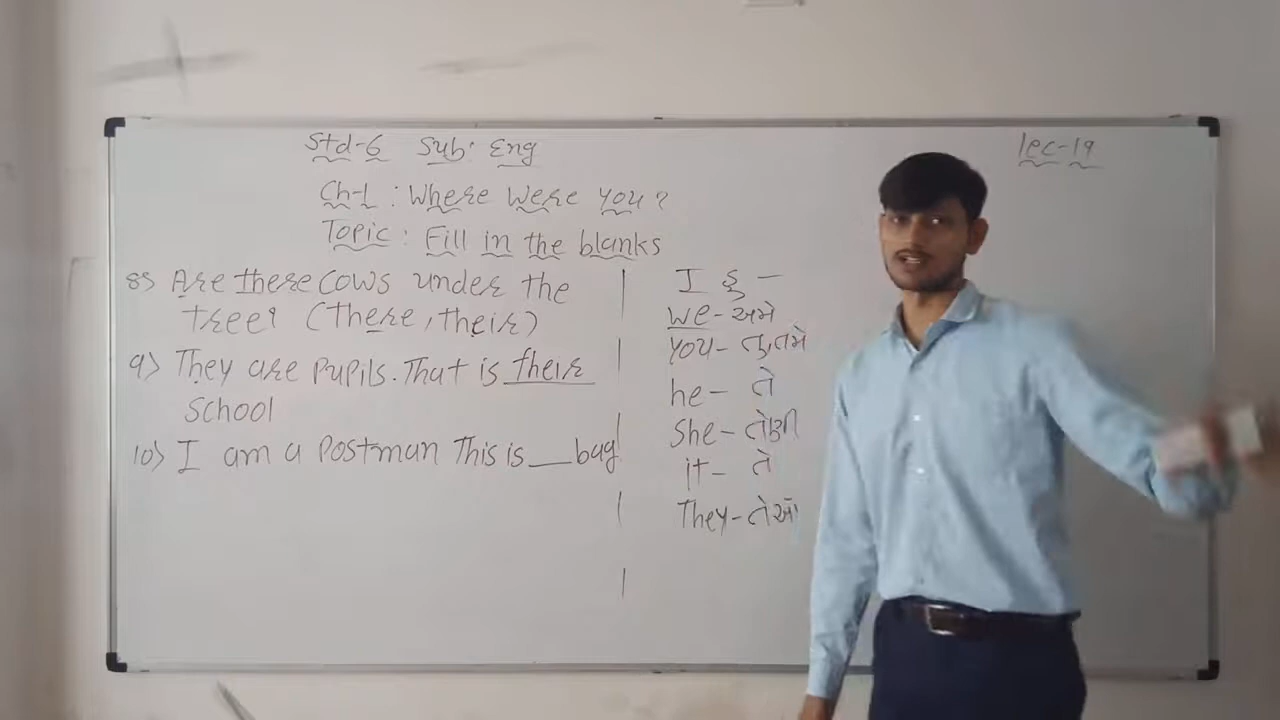 Std-6 Sub: Eng
lec-19
Ch-1 : Where Were you?
Topic : Fill in the blanks
8) Are there cows under the
tree? (there, their)
9) They are pupils. That is their
school
10) I am a postman This is __ bag
I હું -
we - અમે
you - તું, તમે
he - તે
she - તેણી
it - તે
They - તેઓ